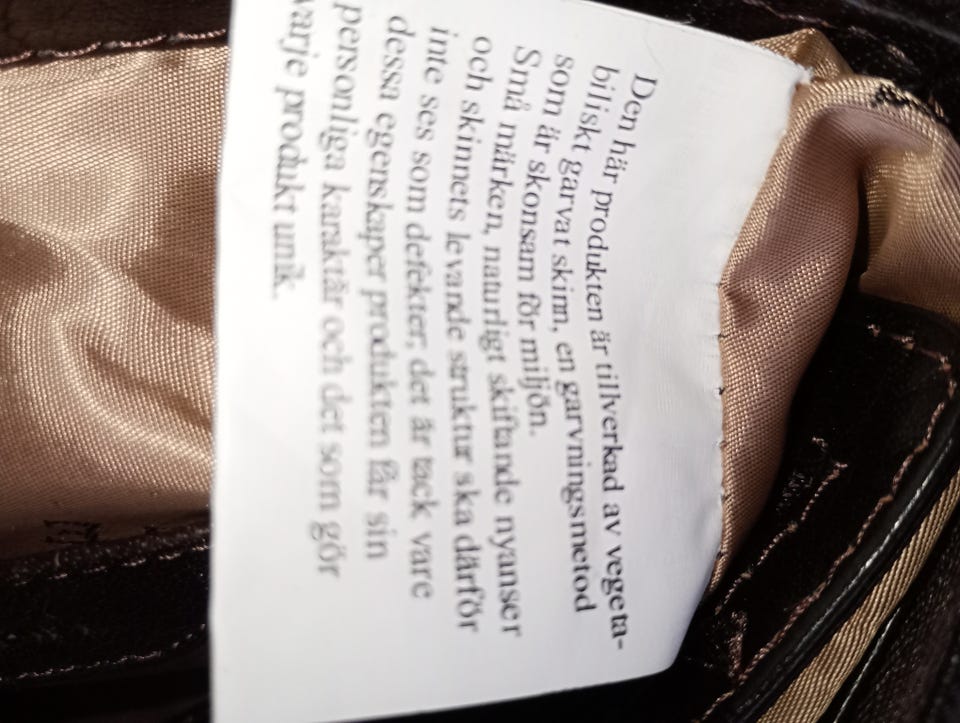 Den här produkten är tillverkad av vegeta-
biliskt garvat skinn, en garvningsmetod
som är skonsam för miljön.
Små märken, naturligt skiftande nyanser
och skinnets levande struktur ska därför
inte ses som defekter, det är tack vare
dessa egenskaper produkten får sin
personliga karaktär och det som gör
varje produkt unik.